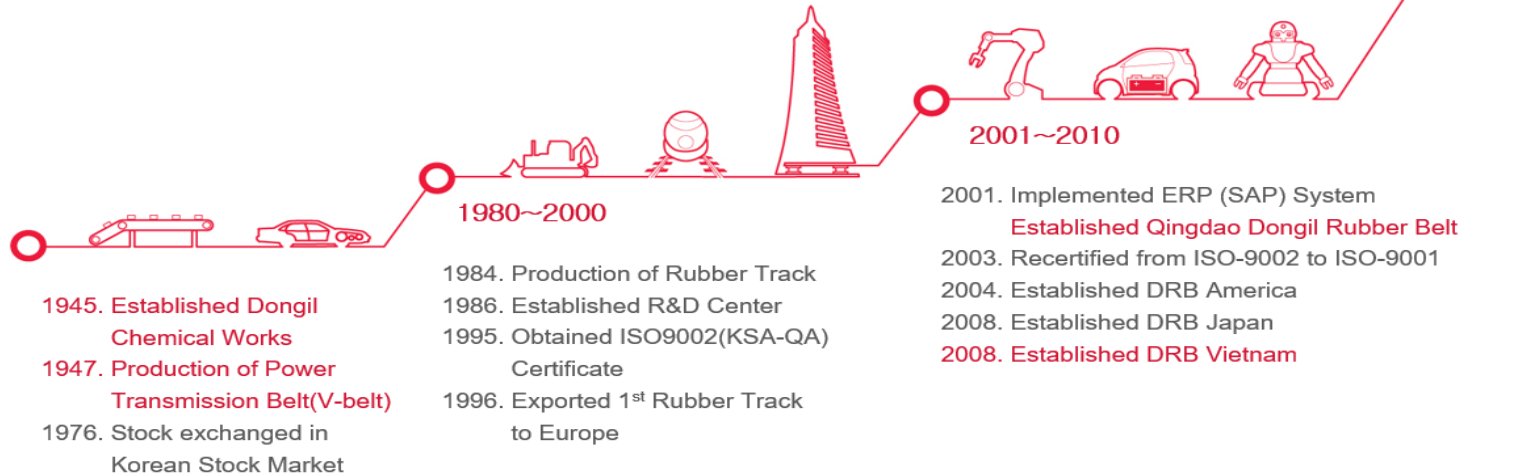 1945. Established Dongil
Chemical Works
1947. Production of Power
Transmission Belt(V-belt)
1976. Stock exchanged in
Korean Stock Market
1980~2000
1984. Production of Rubber Track
1986. Established R&D Center
1995. Obtained ISO9002(KSA-QA)
Certificate
1996. Exported 1st Rubber Track
to Europe
2001~2010
2001. Implemented ERP (SAP) System
Established Qingdao Dongil Rubber Belt
2003. Recertified from ISO-9002 to ISO-9001
2004. Established DRB America
2008. Established DRB Japan
2008. Established DRB Vietnam